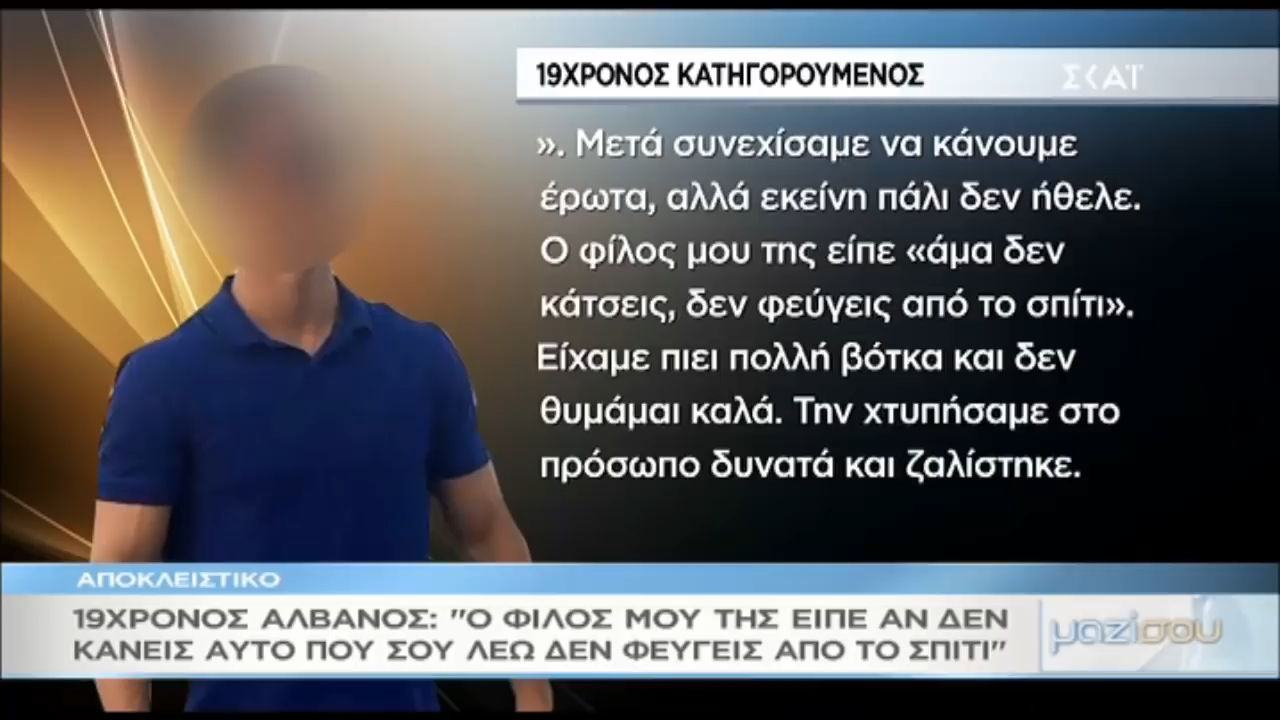 19ΧΡΟΝΟΣ ΚΑΤΗΓΟΡΟΥΜΕΝΟΣ
ΣΚΑΪ
». Μετά συνεχίσαμε να κάνουμε
έρωτα, αλλά εκείνη πάλι δεν ήθελε.
Ο φίλος μου της είπε «άμα δεν
κάτσεις, δεν φεύγεις από το σπίτι».
Είχαμε πιει πολλή βότκα και δεν
θυμάμαι καλά. Την χτυπήσαμε στο
πρόσωπο δυνατά και ζαλίστηκε.
ΑΠΟΚΛΕΙΣΤΙΚΟ
19ΧΡΟΝΟΣ ΑΛΒΑΝΟΣ: "Ο ΦΙΛΟΣ ΜΟΥ ΤΗΣ ΕΙΠΕ ΑΝ ΔΕΝ
ΚΑΝΕΙΣ ΑΥΤΟ ΠΟΥ ΣΟΥ ΛΕΩ ΔΕΝ ΦΕΥΓΕΙΣ ΑΠΟ ΤΟ ΣΠΙΤΙ"
μαζίσου